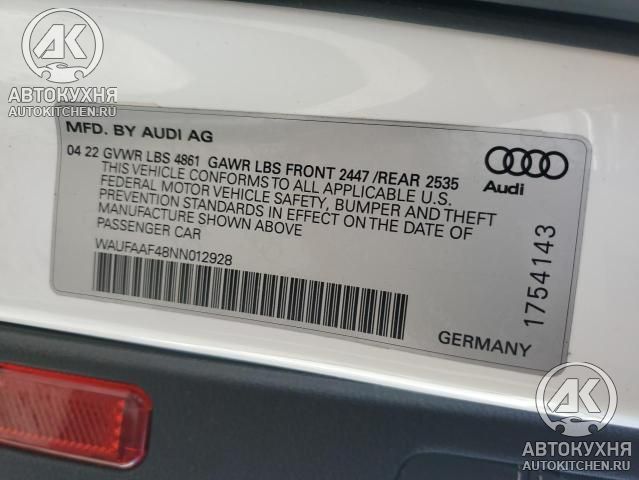 AK
АВТОКУХНЯ
AUTOKITCHEN.RU
MFD. BY AUDI AG
04 22 GVWR LBS 4861 GAWR LBS FRONT 2447 /REAR 2535
THIS VEHICLE CONFORMS TO ALL APPLICABLE U.S.
FEDERAL MOTOR VEHICLE SAFETY, BUMPER AND THEFT
PREVENTION STANDARDS IN EFFECT ON THE DATE OF
MANUFACTURE SHOWN ABOVE
PASSENGER CAR
WAUFAAF48NN012928
Audi
1754143
GERMANY
AK
АВТОКУХНЯ
AUTOKITCHEN.RU